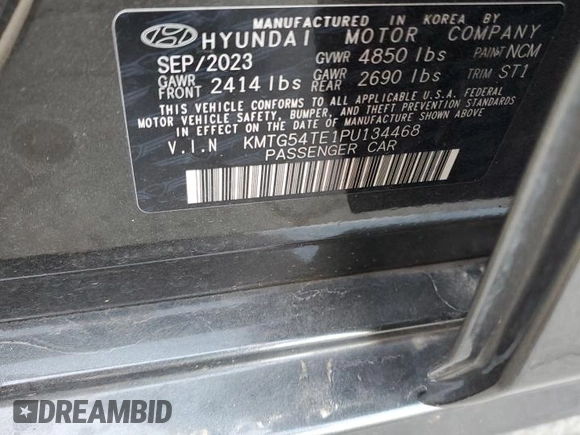 MANUFACTURED IN KOREA BY
HYUNDAI MOTOR COMPANY
SEP/2023 GVWR 4850 lbs PAINT NCM
GAWR FRONT 2414 lbs GAWR REAR 2690 lbs TRIM ST1
THIS VEHICLE CONFORMS TO ALL APPLICABLE U.S.A. FEDERAL
MOTOR VEHICLE SAFETY, BUMPER, AND THEFT PREVENTION STANDARDS
IN EFFECT ON THE DATE OF MANUFACTURE SHOWN ABOVE
V.I.N KMTG54TE1PU134468
PASSENGER CAR
DREAMBID